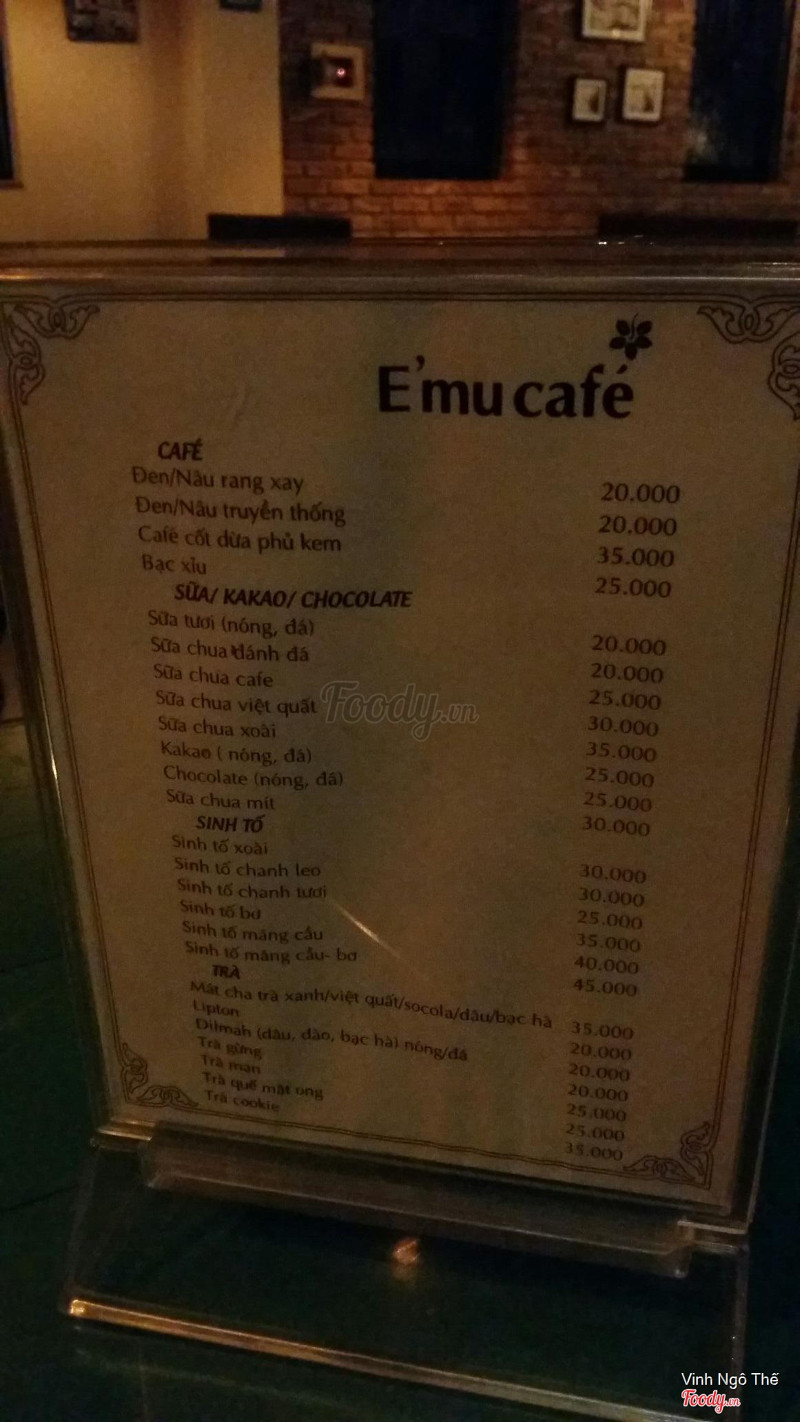 E'mu café
CAFÉ
Đen/Nâu rang xay 20.000
Đen/Nâu truyền thống 20.000
Café cốt dừa phủ kem 35.000
Bạc xỉu 25.000
SỮA/ KAKAO/ CHOCOLATE
Sữa tươi (nóng, đá) 20.000
Sữa chua đánh đá 20.000
Sữa chua cafe 25.000
Sữa chua việt quất 30.000
Sữa chua xoài 35.000
Kakao ( nóng, đá) 25.000
Chocolate (nóng, đá) 25.000
Sữa chua mít 30.000
SINH TỐ
Sinh tố xoài 30.000
Sinh tố chanh leo 30.000
Sinh tố chanh tươi 25.000
Sinh tố bơ 35.000
Sinh tố mãng cầu 40.000
Sinh tố mãng cầu- bơ 45.000
TRÀ
Mát cha trà xanh/việt quất/socola/dâu/bạc hà 35.000
Lipton 20.000
Dilmah (dâu, đào, bạc hà) nóng/đá 20.000
Trà gừng 20.000
Trà mạn 25.000
Trà quế mật ong 25.000
Trà cookie 35.000
Foody.vn
Vinh Ngô Thế
Foody.vn